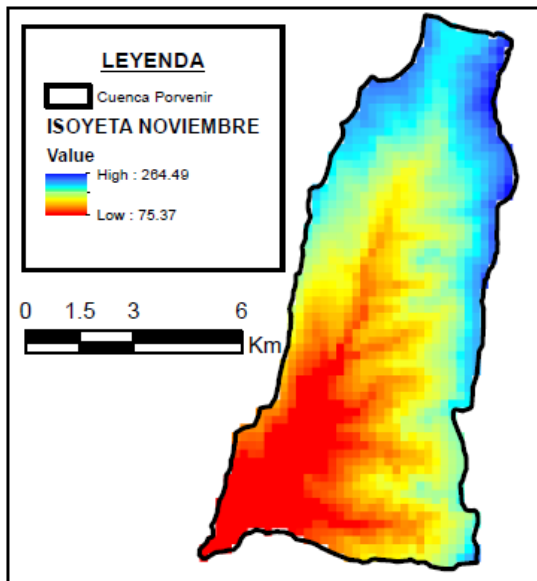 LEYENDA
Cuenca Porvenir
ISOYETA NOVIEMBRE
Value
High : 264.49
Low : 75.37
0 1.5 3 6
Km